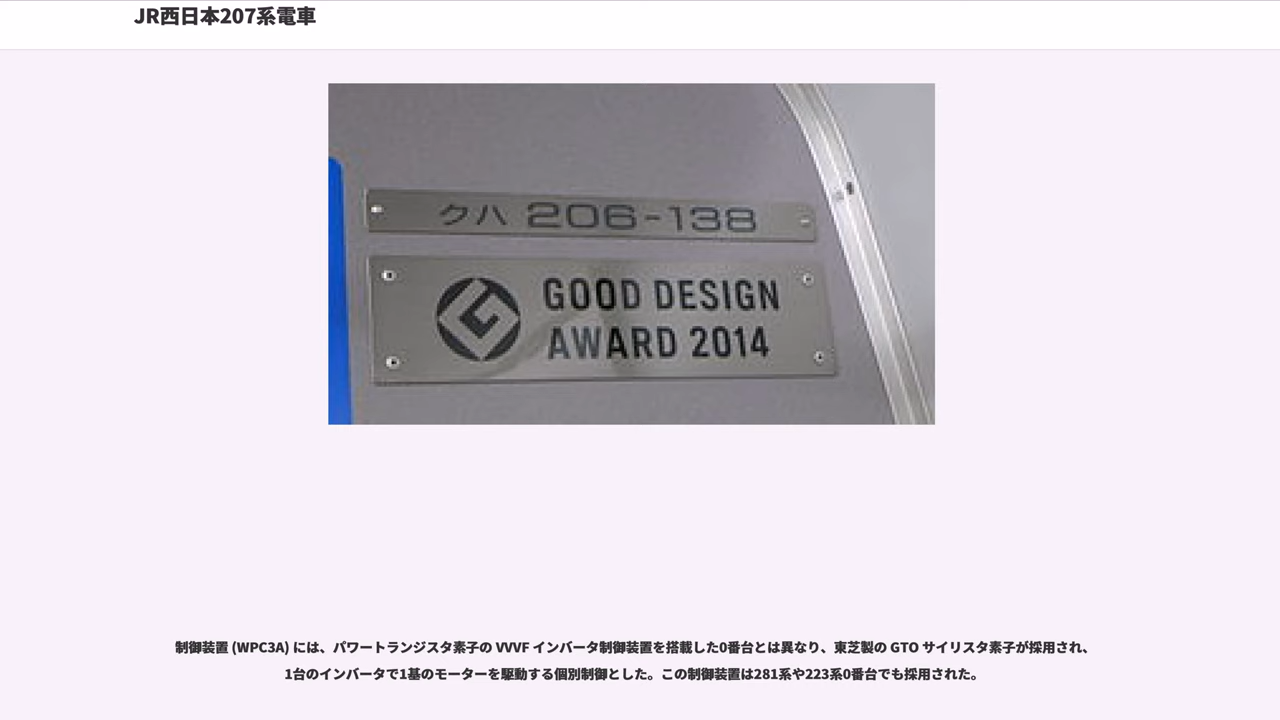 JR西日本207系電車
クハ 206-138
GOOD DESIGN
AWARD 2014
制御装置 (WPC3A) には、パワートランジスタ素子の VVVF インバータ制御装置を搭載した0番台とは異なり、東芝製の GTO サイリスタ素子が採用され、
1台のインバータで1基のモーターを駆動する個別制御とした。この制御装置は281系や223系0番台でも採用された。